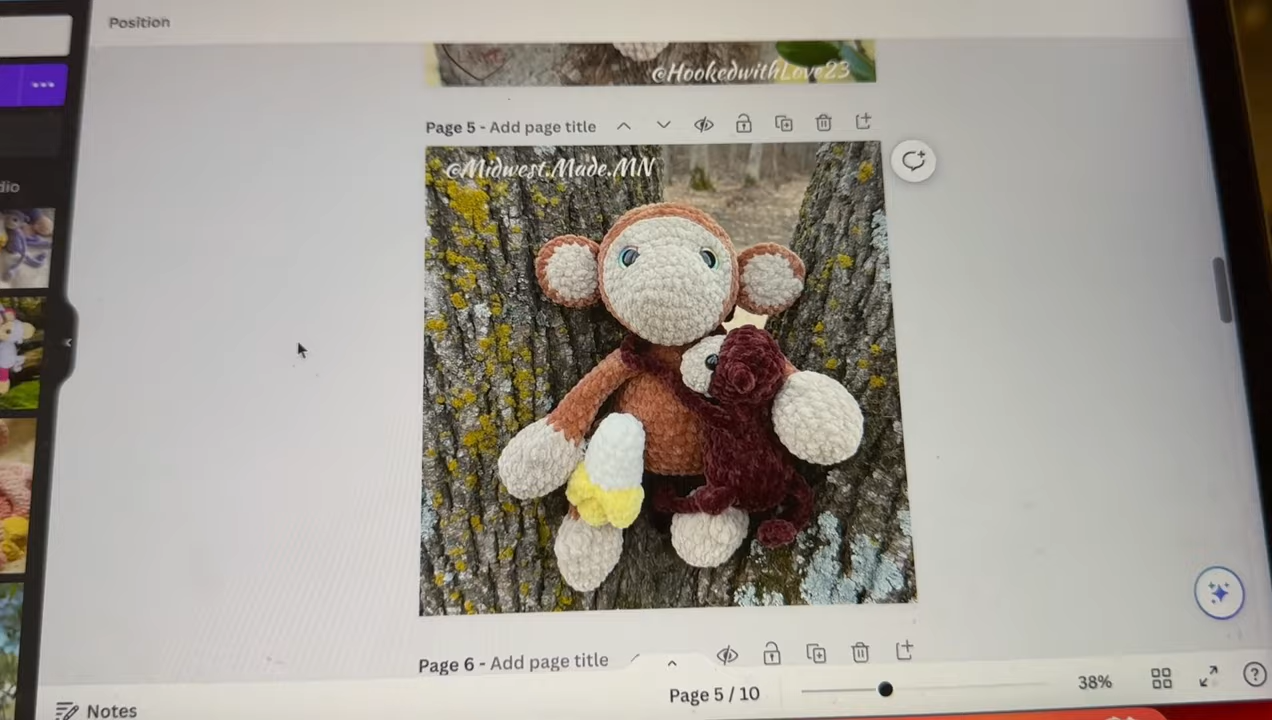 Position
@HookedwithLove23
Page 5 - Add page title
dio
@Midwest.Made.MN
Page 6 - Add page title
Page 5 / 10
38%
Notes